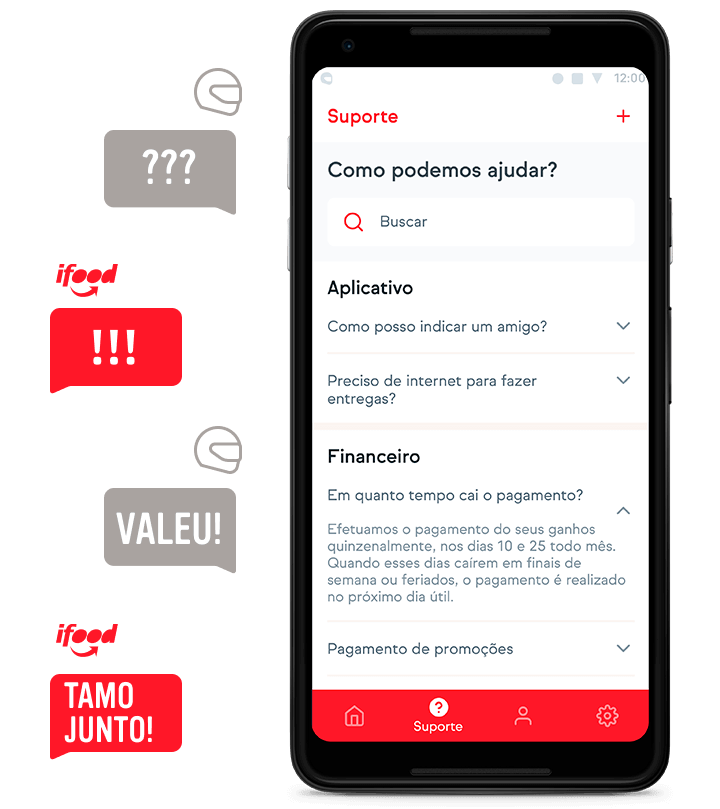 ???
ifood
!!!
VALEU!
ifood
TAMO
JUNTO!
12:00
Suporte
+
Como podemos ajudar?
Buscar
Aplicativo
Como posso indicar um amigo?
Preciso de internet para fazer
entregas?
Financeiro
Em quanto tempo cai o pagamento?
Efetuamos o pagamento do seus ganhos
quinzenalmente, nos dias 10 e 25 todo mês.
Quando esses dias caírem em finais de
semana ou feriados, o pagamento é realizado
no próximo dia útil.
Pagamento de promoções
?
Suporte